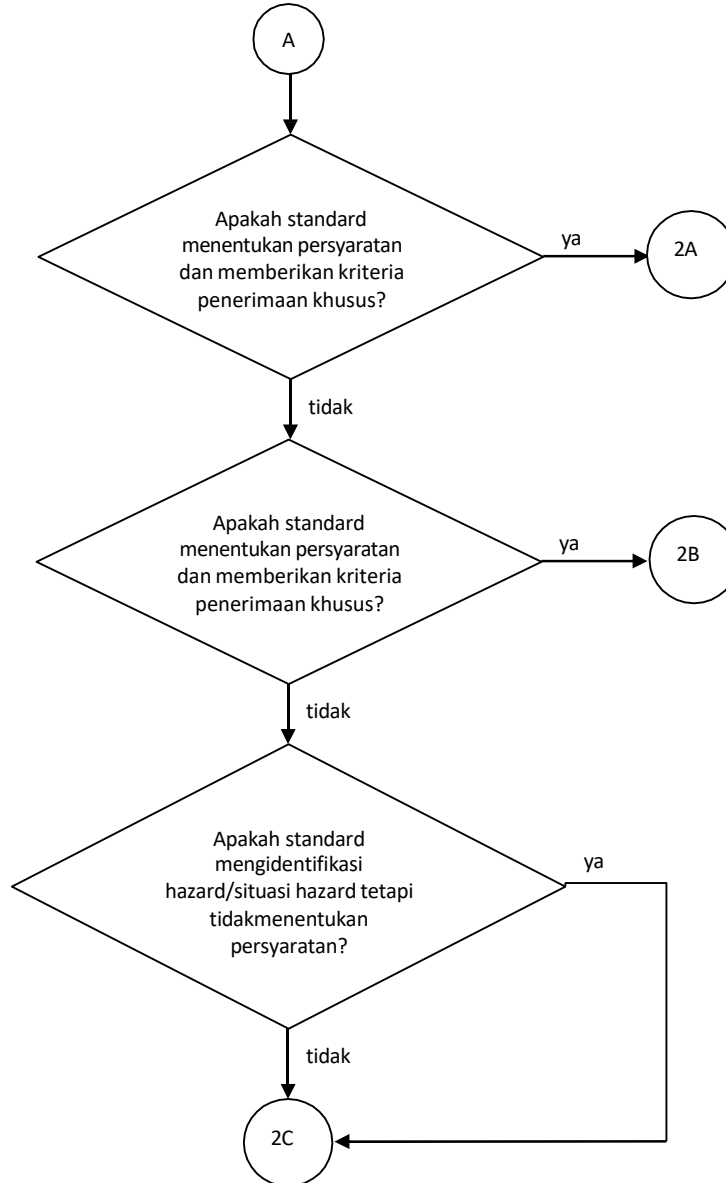 A
Apakah standard
menentukan persyaratan
dan memberikan kriteria
penerimaan khusus?
ya
2A
tidak
Apakah standard
menentukan persyaratan
dan memberikan kriteria
penerimaan khusus?
ya
2B
tidak
Apakah standard
mengidentifikasi
hazard/situasi hazard tetapi
tidakmenentukan
persyaratan?
ya
tidak
2C